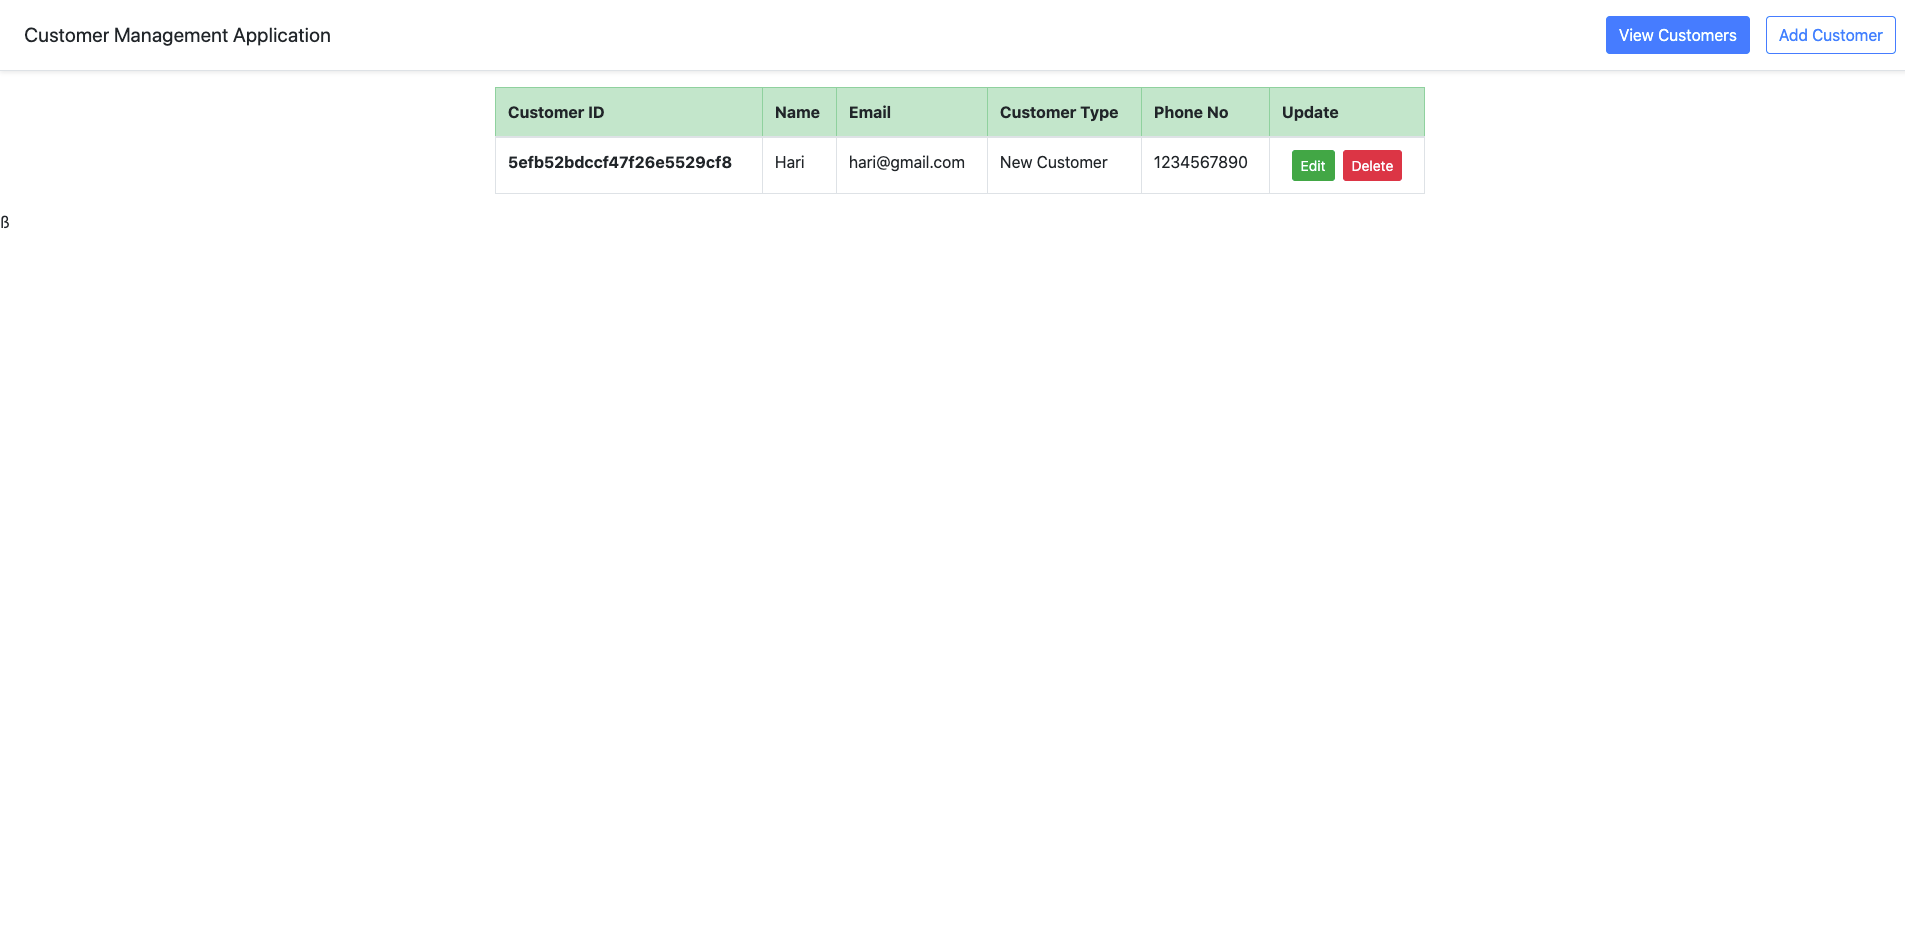 Customer Management Application View Customers Add Customer
Customer ID Name Email Customer Type Phone No Update
5efb52bdccf47f26e5529cf8 Hari hari@gmail.com New Customer 1234567890 Edit Delete
ß